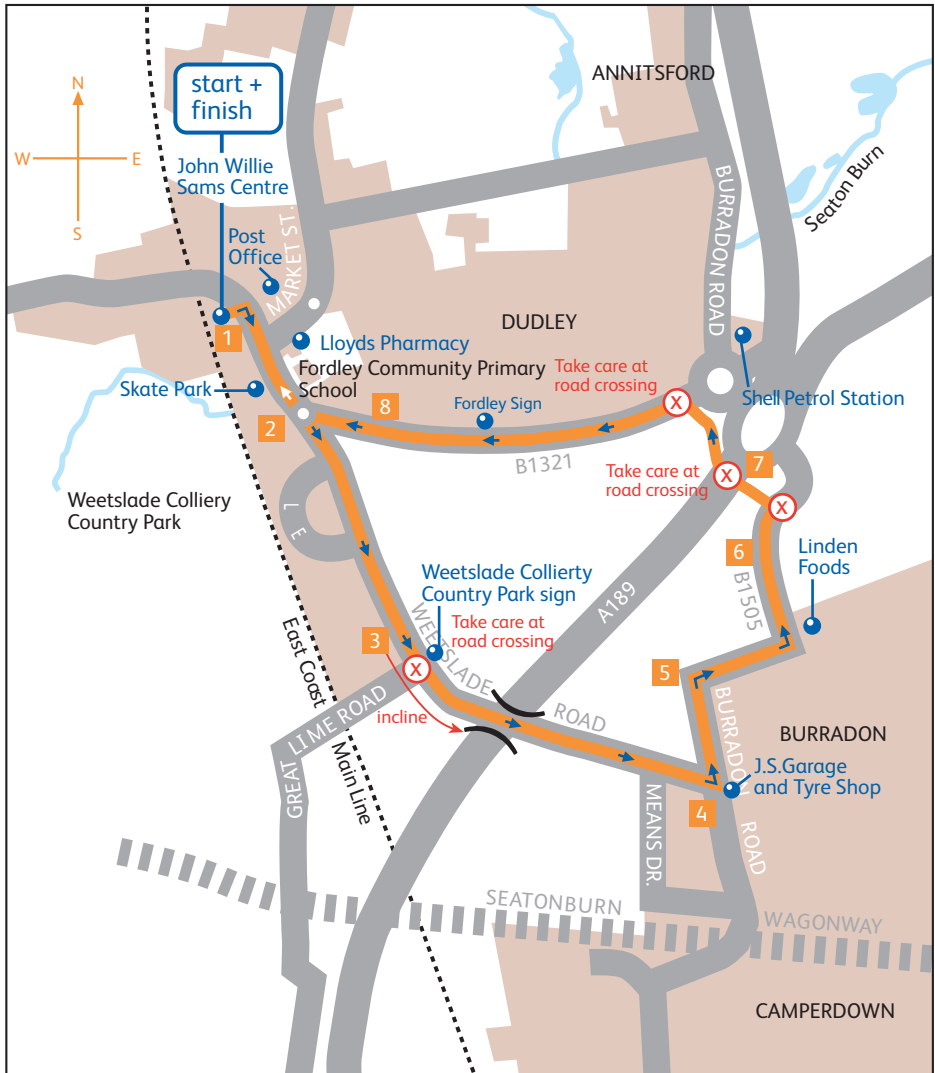 N
W
E
S
start +
finish
John Willie
Sams Centre
Post
Office
MARKET ST.
ANNITSFORD
BURRADON ROAD
Seaton Burn
1
Lloyds Pharmacy
DUDLEY
Fordley Community Primary
School
Take care at
road crossing
X
Shell Petrol Station
Skate Park
2
8
Fordley Sign
B1321
Take care at
road crossing
X
7
X
Weetslade Colliery
Country Park
L
E
6
B1505
Linden
Foods
A189
Weetslade Collierty
Country Park sign
Take care at
road crossing
3
X
WEETSLADE
ROAD
incline
East Coast
Main Line
GREAT LIME ROAD
5
BURRADON
ROAD
BURRADON
J.S.Garage
and Tyre Shop
4
MEANS DR.
SEATONBURN
WAGONWAY
CAMPERDOWN